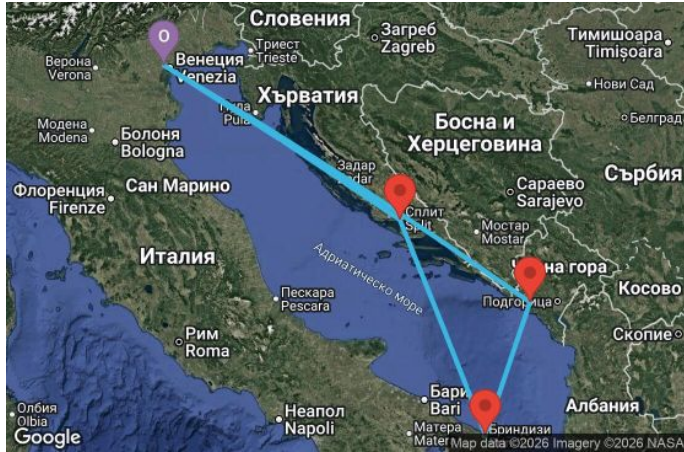 Словения
Загреб
Zagreb
Тимишоара
Timișoara
О
Триест
Trieste
Верона
Verona
Венеция
Venezia
Нови Сад
Хърватия
Pula
Белград
Модена
Modena
Болоня
Bologna
Босна и
Херцеговина
Сърбия
Задар
Сараево
Sarajevo
Флоренция
Firenze
Сан Марино
Сплит
Split
Мостар
Mostar
Италия
Адриатическо море
гора
Косово
Пескара
Pescara
Подгорица
Скопие
Рим
Roma
Бари
Bari
Албания
Олбия
Olbia
Неапол
Napoli
Матера
Бриндизи
Google
Map data ©2026 Imagery ©2026 NASA